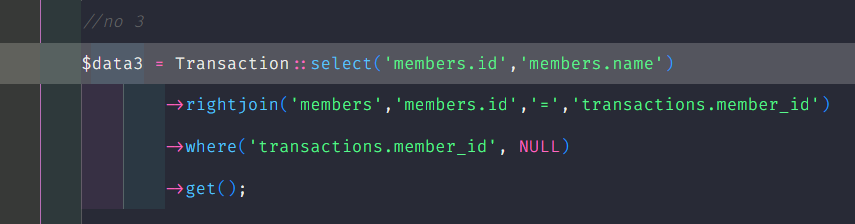 //no 3
$data3 = Transaction::select('members.id','members.name')
->rightjoin('members','members.id','=','transactions.member_id')
->where('transactions.member_id', NULL)
->get();